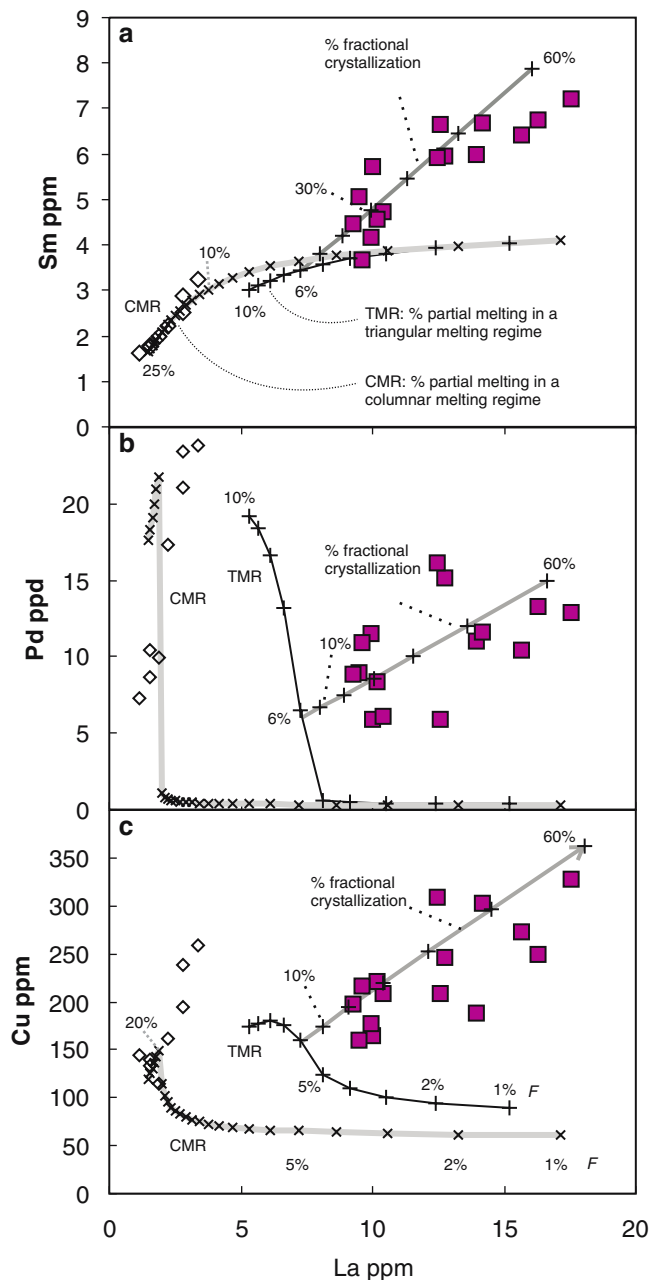 a
9
8
7
6
5
4
3
2
1
0
Sm ppm
% fractional
crystallization
60%
30%
10%
CMR
6%
10%
25%
TMR: % partial melting in a
triangular melting regime
CMR: % partial melting in a
columnar melting regime
b
20
15
10
5
0
Pd ppd
10%
TMR
CMR
% fractional
crystallization
60%
10%
6%
c
350
300
250
200
150
100
50
0
Cu ppm
60%
% fractional
crystallization
10%
20%
TMR
5%
2%
1% F
CMR
5%
2%
1% F
0
5
10
15
20
La ppm